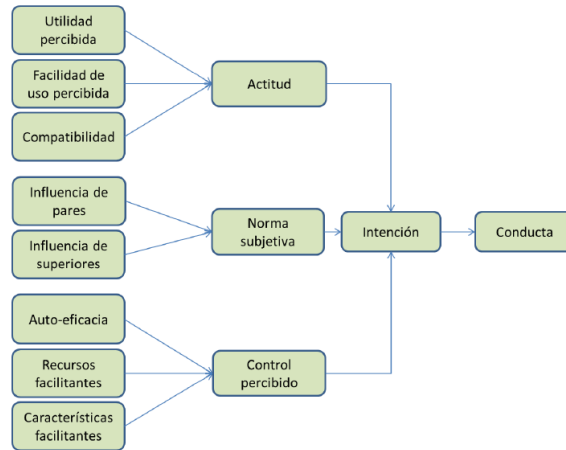 Utilidad
percibida
Facilidad de
uso percibida
Compatibilidad
Actitud
Influencia de
pares
Influencia de
superiores
Norma
subjetiva
Intención
Conducta
Auto-eficacia
Recursos
facilitantes
Características
facilitantes
Control
percibido